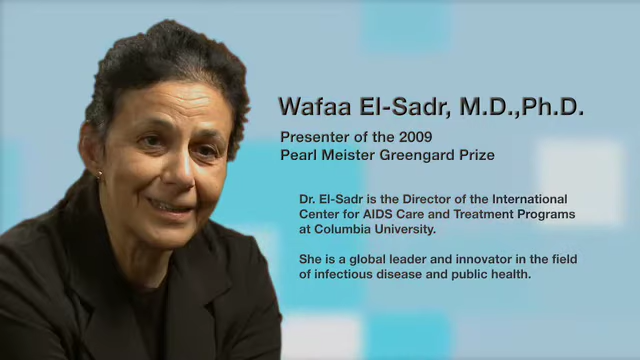 Wafaa El-Sadr, M.D.,Ph.D.
Presenter of the 2009
Pearl Meister Greengard Prize
Dr. El-Sadr is the Director of the International
Center for AIDS Care and Treatment Programs
at Columbia University.
She is a global leader and innovator in the field
of infectious disease and public health.